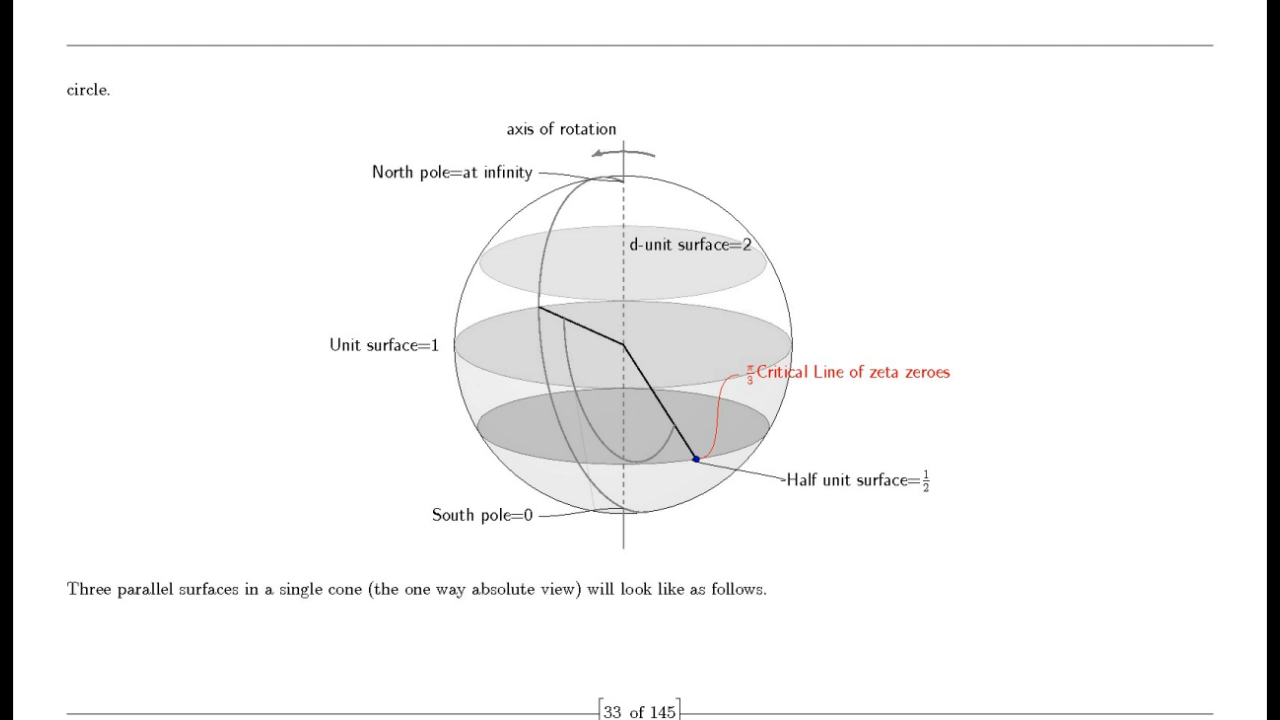 circle.
axis of rotation
North pole=at infinity
d-unit surface=2
Unit surface=1
π/3 Critical Line of zeta zeroes
Half unit surface=1/2
South pole=0
Three parallel surfaces in a single cone (the one way absolute view) will look like as follows.
[33 of 145]